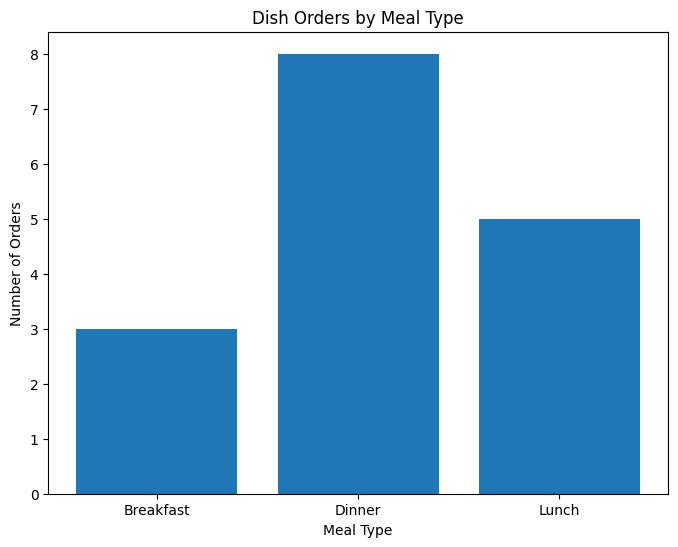 Dish Orders by Meal Type
Number of Orders
8
7
6
5
4
3
2
1
0
Breakfast
Dinner
Lunch
Meal Type